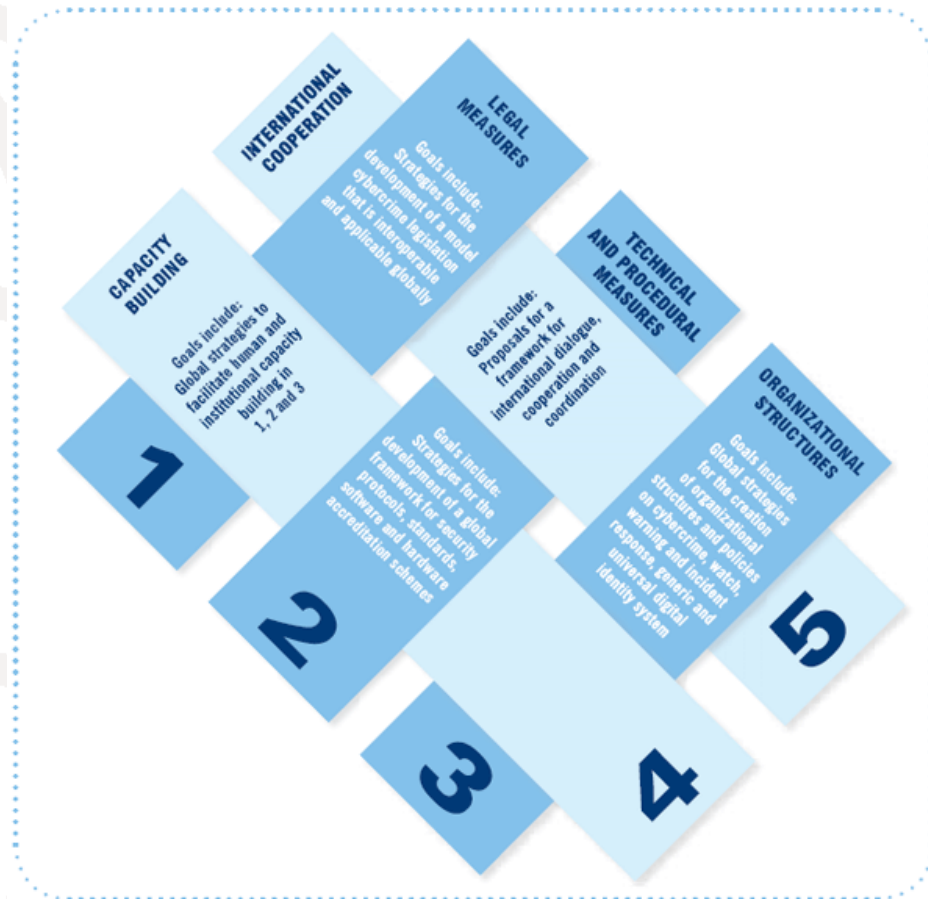 INTERNATIONAL
COOPERATION
LEGAL
MEASURES
Goals include:
Strategies for the
development of a model
cybercrime legislation
that is interoperable
and applicable globally
CAPACITY
BUILDING
Goals include:
Global strategies to
facilitate human and
institutional capacity
building in
1, 2 and 3
TECHNICAL
AND PROCEDURAL
MEASURES
Goals include:
Proposals for a
framework for
international dialogue,
cooperation and
coordination
ORGANIZATIONAL
STRUCTURES
Goals include:
Global strategies
for the creation
of organizational
structures and policies
on cybercrime, watch,
warning and incident
response, generic and
universal digital
identity system
1
Goals include:
Strategies for the
development of a global
framework for security
protocols, standards,
software and hardware
accreditation schemes
2
5
3
4